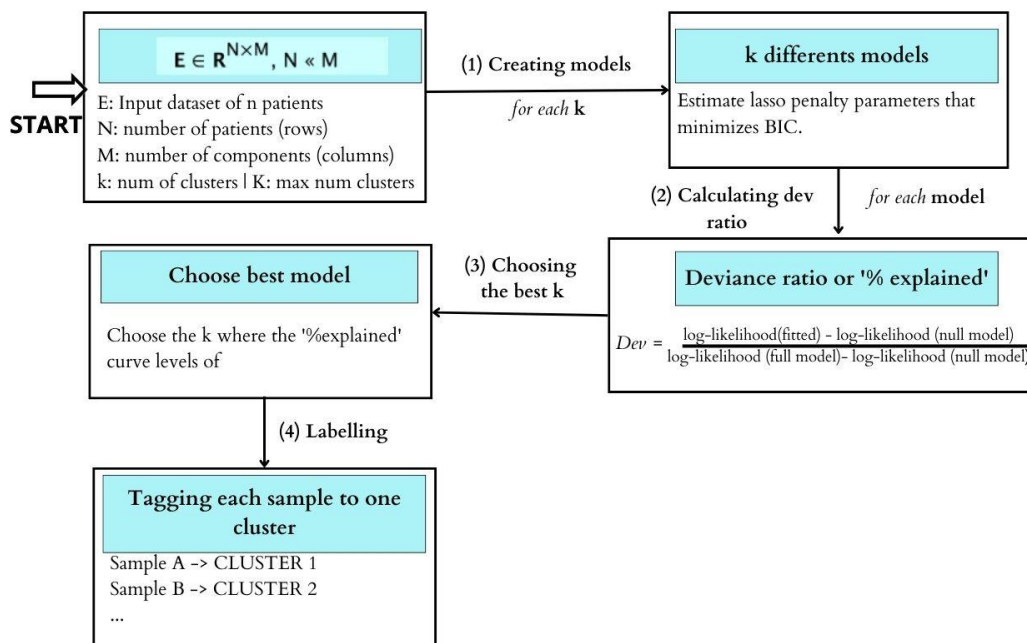 START
E ∈ R^{N×M}, N « M
E: Input dataset of n patients
N: number of patients (rows)
M: number of components (columns)
k: num of clusters | K: max num clusters
(1) Creating models
for each k
k differents models
Estimate lasso penalty parameters that
minimizes BIC.
(2) Calculating dev
ratio
for each model
Deviance ratio or '% explained'
Dev = log-likelihood(fitted) - log-likelihood (null model)
log-likelihood (full model)- log-likelihood (null model)
(3) Choosing
the best k
Choose best model
Choose the k where the '%explained'
curve levels of
(4) Labelling
Tagging each sample to one
cluster
Sample A -> CLUSTER 1
Sample B -> CLUSTER 2
...